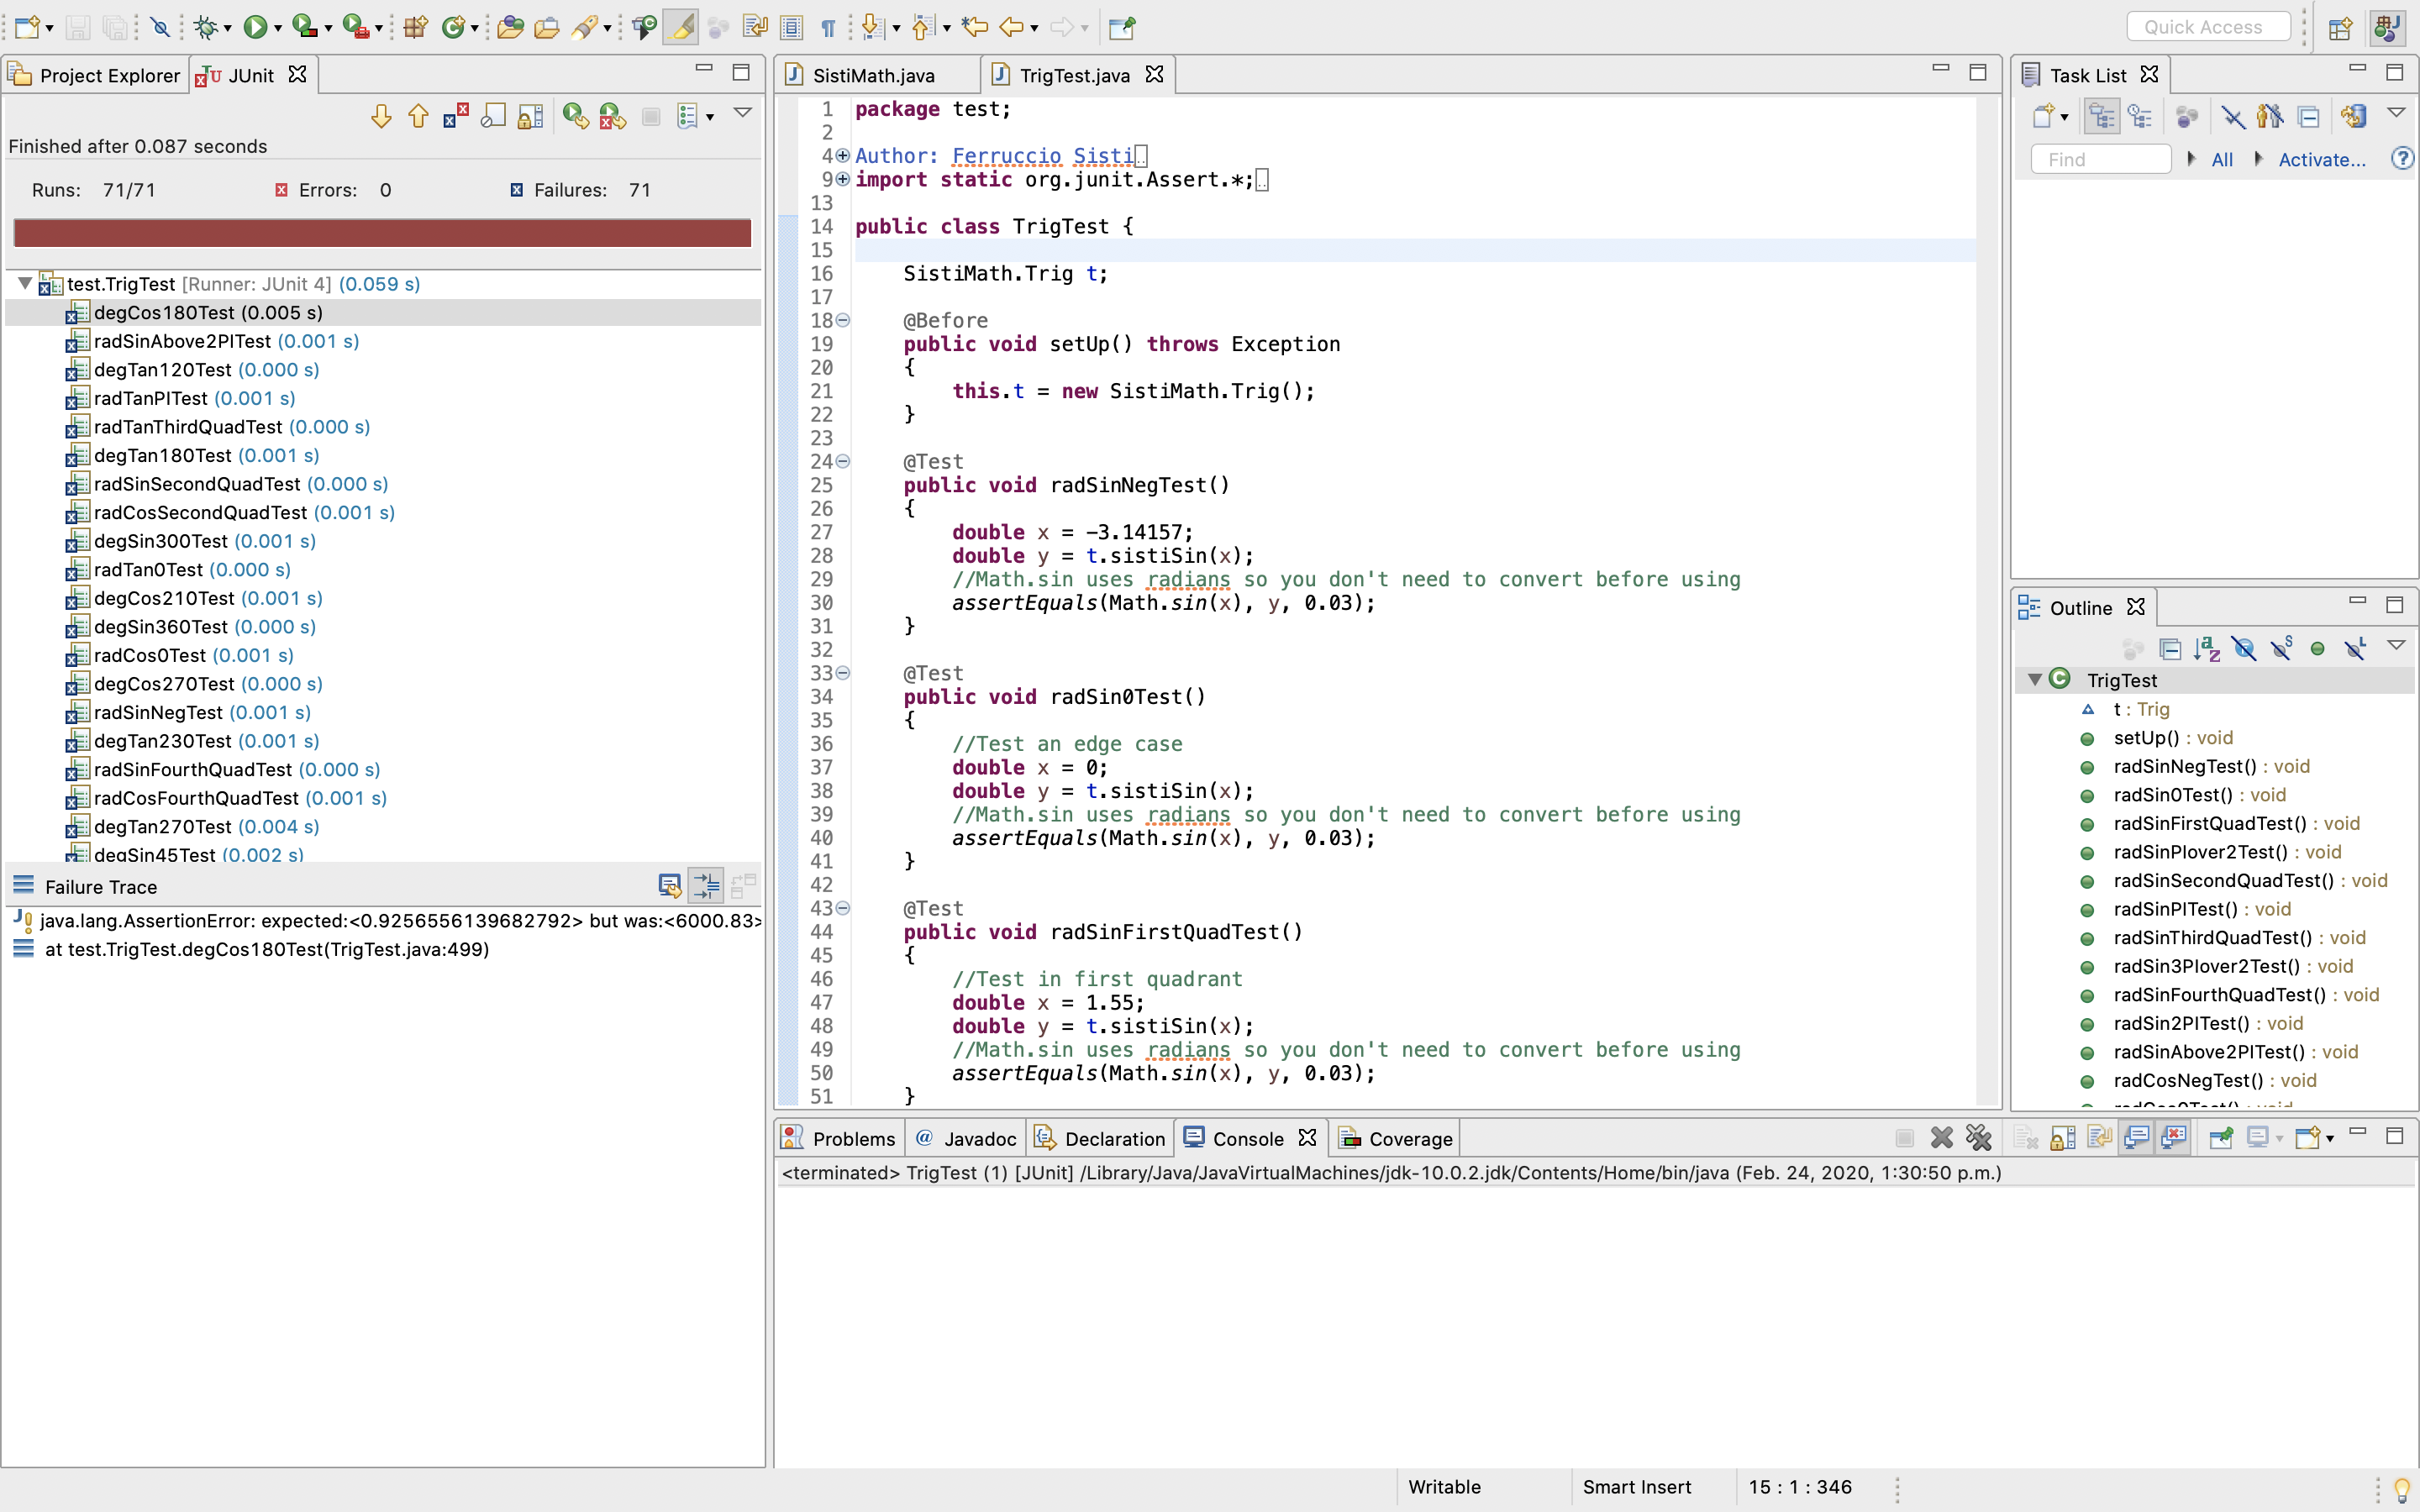 Quick Access
Project Explorer
JUnit
Finished after 0.087 seconds
Runs: 71/71
Errors: 0
Failures: 71
test.TrigTest [Runner: JUnit 4] (0.059 s)
degCos180Test (0.005 s)
radSinAbove2PITest (0.001 s)
degTan120Test (0.000 s)
radTanPITest (0.001 s)
radTanThirdQuadTest (0.000 s)
degTan180Test (0.001 s)
radSinSecondQuadTest (0.000 s)
radCosSecondQuadTest (0.001 s)
degSin300Test (0.001 s)
radTan0Test (0.000 s)
degCos210Test (0.001 s)
degSin360Test (0.000 s)
radCos0Test (0.001 s)
degCos270Test (0.000 s)
radSinNegTest (0.001 s)
degTan230Test (0.001 s)
radSinFourthQuadTest (0.000 s)
radCosFourthQuadTest (0.001 s)
degTan270Test (0.004 s)
degSin45Test (0.002 s)
Failure Trace
java.lang.AssertionError: expected:<0.9256556139682792> but was:<6000.83>
at test.TrigTest.degCos180Test(TrigTest.java:499)
SistiMath.java
TrigTest.java
1 package test;
2
4 Author: Ferruccio Sisti
9 import static org.junit.Assert.*;
13
14 public class TrigTest {
15
16 SistiMath.Trig t;
17
18 @Before
19 public void setUp() throws Exception
20 {
21 this.t = new SistiMath.Trig();
22 }
23
24 @Test
25 public void radSinNegTest()
26 {
27 double x = -3.14157;
28 double y = t.sistiSin(x);
29 //Math.sin uses radians so you don't need to convert before using
30 assertEquals(Math.sin(x), y, 0.03);
31 }
32
33 @Test
34 public void radSin0Test()
35 {
36 //Test an edge case
37 double x = 0;
38 double y = t.sistiSin(x);
39 //Math.sin uses radians so you don't need to convert before using
40 assertEquals(Math.sin(x), y, 0.03);
41 }
42
43 @Test
44 public void radSinFirstQuadTest()
45 {
46 //Test in first quadrant
47 double x = 1.55;
48 double y = t.sistiSin(x);
49 //Math.sin uses radians so you don't need to convert before using
50 assertEquals(Math.sin(x), y, 0.03);
51 }
Task List
Find
All
Activate...
Outline
TrigTest
t : Trig
setUp() : void
radSinNegTest() : void
radSin0Test() : void
radSinFirstQuadTest() : void
radSinPIover2Test() : void
radSinSecondQuadTest() : void
radSinPITest() : void
radSinThirdQuadTest() : void
radSin3PIover2Test() : void
radSinFourthQuadTest() : void
radSin2PITest() : void
radSinAbove2PITest() : void
radCosNegTest() : void
Problems
Javadoc
Declaration
Console
Coverage
<terminated> TrigTest (1) [JUnit] /Library/Java/JavaVirtualMachines/jdk-10.0.2.jdk/Contents/Home/bin/java (Feb. 24, 2020, 1:30:50 p.m.)
Writable
Smart Insert
15 : 1 : 346